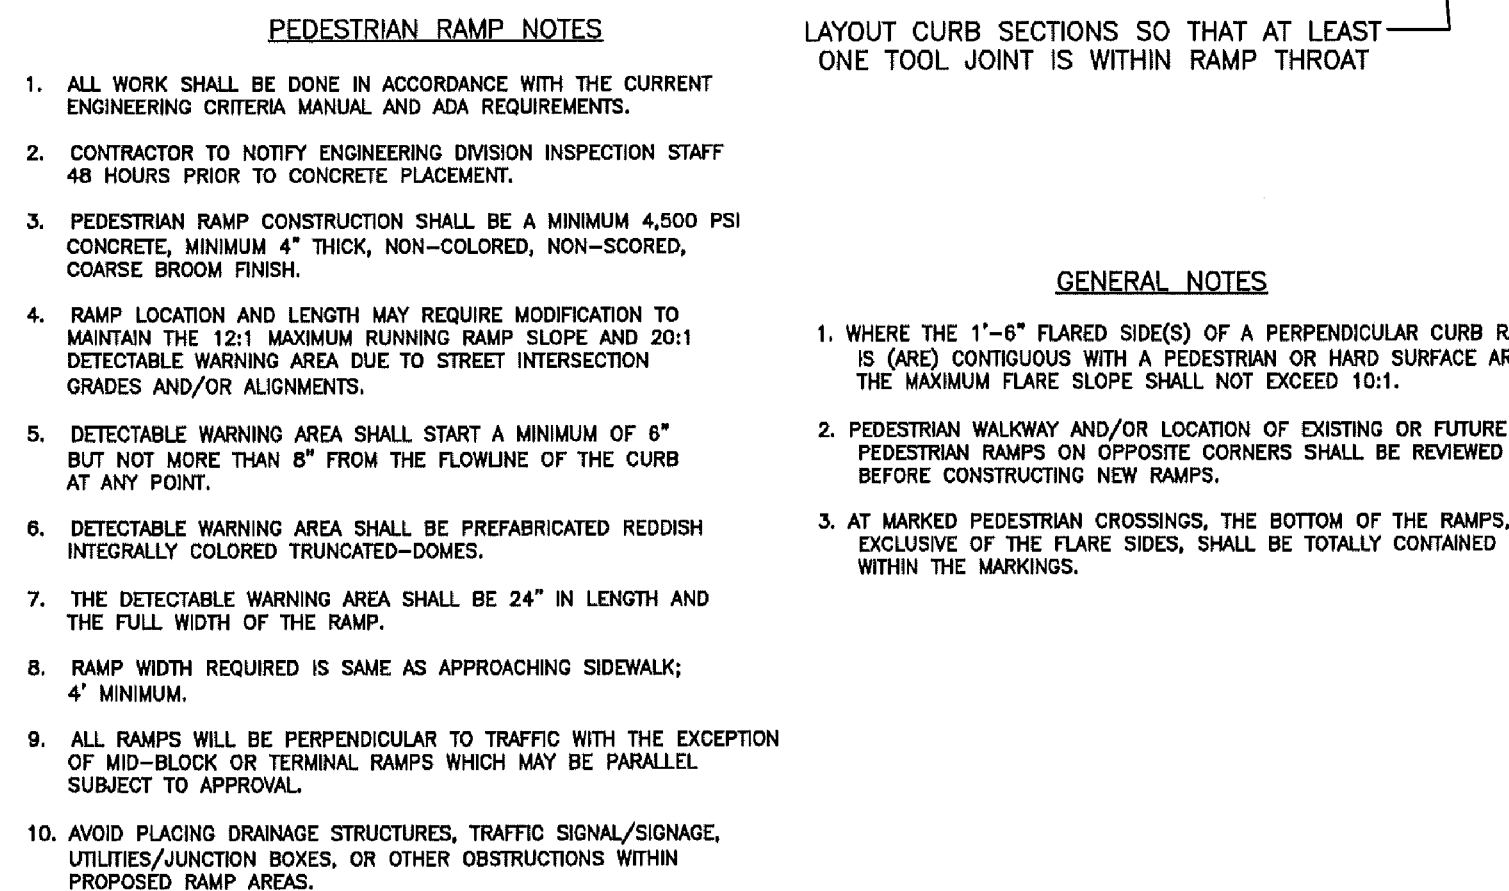 PEDESTRIAN RAMP NOTES
1. ALL WORK SHALL BE DONE IN ACCORDANCE WITH THE CURRENT
ENGINEERING CRITERIA MANUAL AND ADA REQUIREMENTS.
2. CONTRACTOR TO NOTIFY ENGINEERING DIVISION INSPECTION STAFF
48 HOURS PRIOR TO CONCRETE PLACEMENT.
3. PEDESTRIAN RAMP CONSTRUCTION SHALL BE A MINIMUM 4,500 PSI
CONCRETE, MINIMUM 4" THICK, NON-COLORED, NON-SCORED,
COARSE BROOM FINISH.
4. RAMP LOCATION AND LENGTH MAY REQUIRE MODIFICATION TO
MAINTAIN THE 12:1 MAXIMUM RUNNING RAMP SLOPE AND 20:1
DETECTABLE WARNING AREA DUE TO STREET INTERSECTION
GRADES AND/OR ALIGNMENTS.
5. DETECTABLE WARNING AREA SHALL START A MINIMUM OF 6"
BUT NOT MORE THAN 8" FROM THE FLOWLINE OF THE CURB
AT ANY POINT.
6. DETECTABLE WARNING AREA SHALL BE PREFABRICATED REDDISH
INTEGRALLY COLORED TRUNCATED-DOMES.
7. THE DETECTABLE WARNING AREA SHALL BE 24" IN LENGTH AND
THE FULL WIDTH OF THE RAMP.
8. RAMP WIDTH REQUIRED IS SAME AS APPROACHING SIDEWALK;
4' MINIMUM.
9. ALL RAMPS WILL BE PERPENDICULAR TO TRAFFIC WITH THE EXCEPTION
OF MID-BLOCK OR TERMINAL RAMPS WHICH MAY BE PARALLEL
SUBJECT TO APPROVAL.
10. AVOID PLACING DRAINAGE STRUCTURES, TRAFFIC SIGNAL/SIGNAGE,
UTILITIES/JUNCTION BOXES, OR OTHER OBSTRUCTIONS WITHIN
PROPOSED RAMP AREAS.
LAYOUT CURB SECTIONS SO THAT AT LEAST
ONE TOOL JOINT IS WITHIN RAMP THROAT
GENERAL NOTES
1. WHERE THE 1'-6" FLARED SIDE(S) OF A PERPENDICULAR CURB
IS (ARE) CONTIGUOUS WITH A PEDESTRIAN OR HARD SURFACE
THE MAXIMUM FLARE SLOPE SHALL NOT EXCEED 10:1.
2. PEDESTRIAN WALKWAY AND/OR LOCATION OF EXISTING OR FUTURE
PEDESTRIAN RAMPS ON OPPOSITE CORNERS SHALL BE REVIEWED
BEFORE CONSTRUCTING NEW RAMPS.
3. AT MARKED PEDESTRIAN CROSSINGS, THE BOTTOM OF THE RAMPS,
EXCLUSIVE OF THE FLARE SIDES, SHALL BE TOTALLY CONTAINED
WITHIN THE MARKINGS.